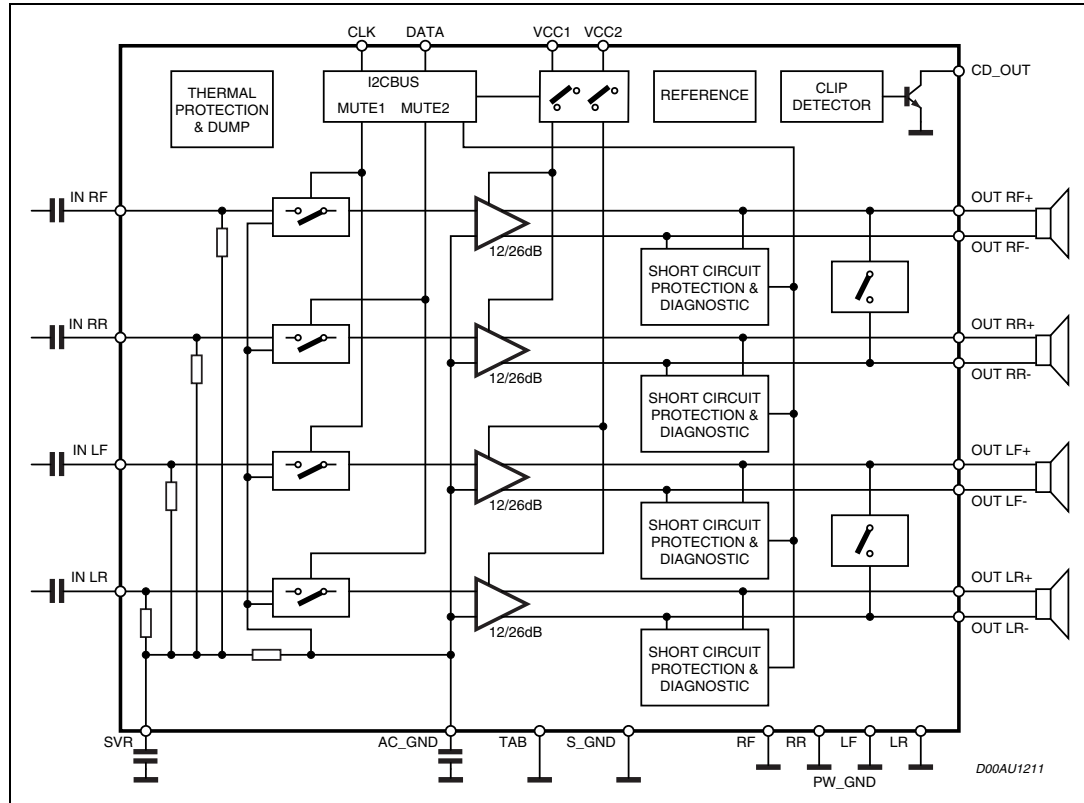 CLK DATA VCC1 VCC2
CD_OUT
THERMAL
PROTECTION
& DUMP
I2CBUS
MUTE1 MUTE2
REFERENCE
CLIP
DETECTOR
IN RF
12/26dB
SHORT CIRCUIT
PROTECTION &
DIAGNOSTIC
OUT RF+
OUT RF-
IN RR
12/26dB
SHORT CIRCUIT
PROTECTION &
DIAGNOSTIC
OUT RR+
OUT RR-
IN LF
12/26dB
SHORT CIRCUIT
PROTECTION &
DIAGNOSTIC
OUT LF+
OUT LF-
IN LR
12/26dB
SHORT CIRCUIT
PROTECTION &
DIAGNOSTIC
OUT LR+
OUT LR-
SVR AC_GND TAB S_GND RF RR LF LR
PW_GND
D00AU1211